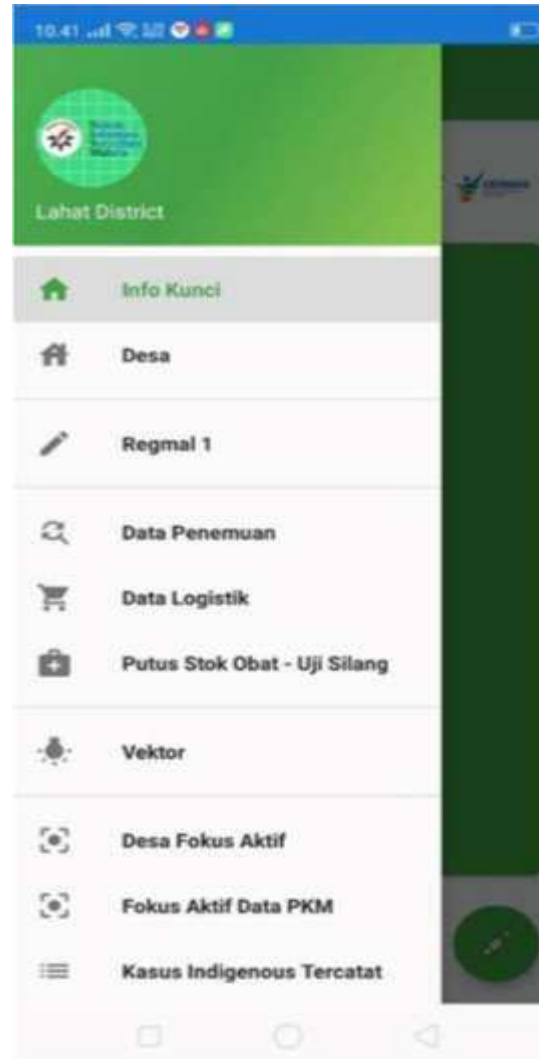 10.41
Lahat District
Info Kunci
Desa
Regmal 1
Data Penemuan
Data Logistik
Putus Stok Obat - Uji Silang
Vektor
Desa Fokus Aktif
Fokus Aktif Data PKM
Kasus Indigenous Tercatat